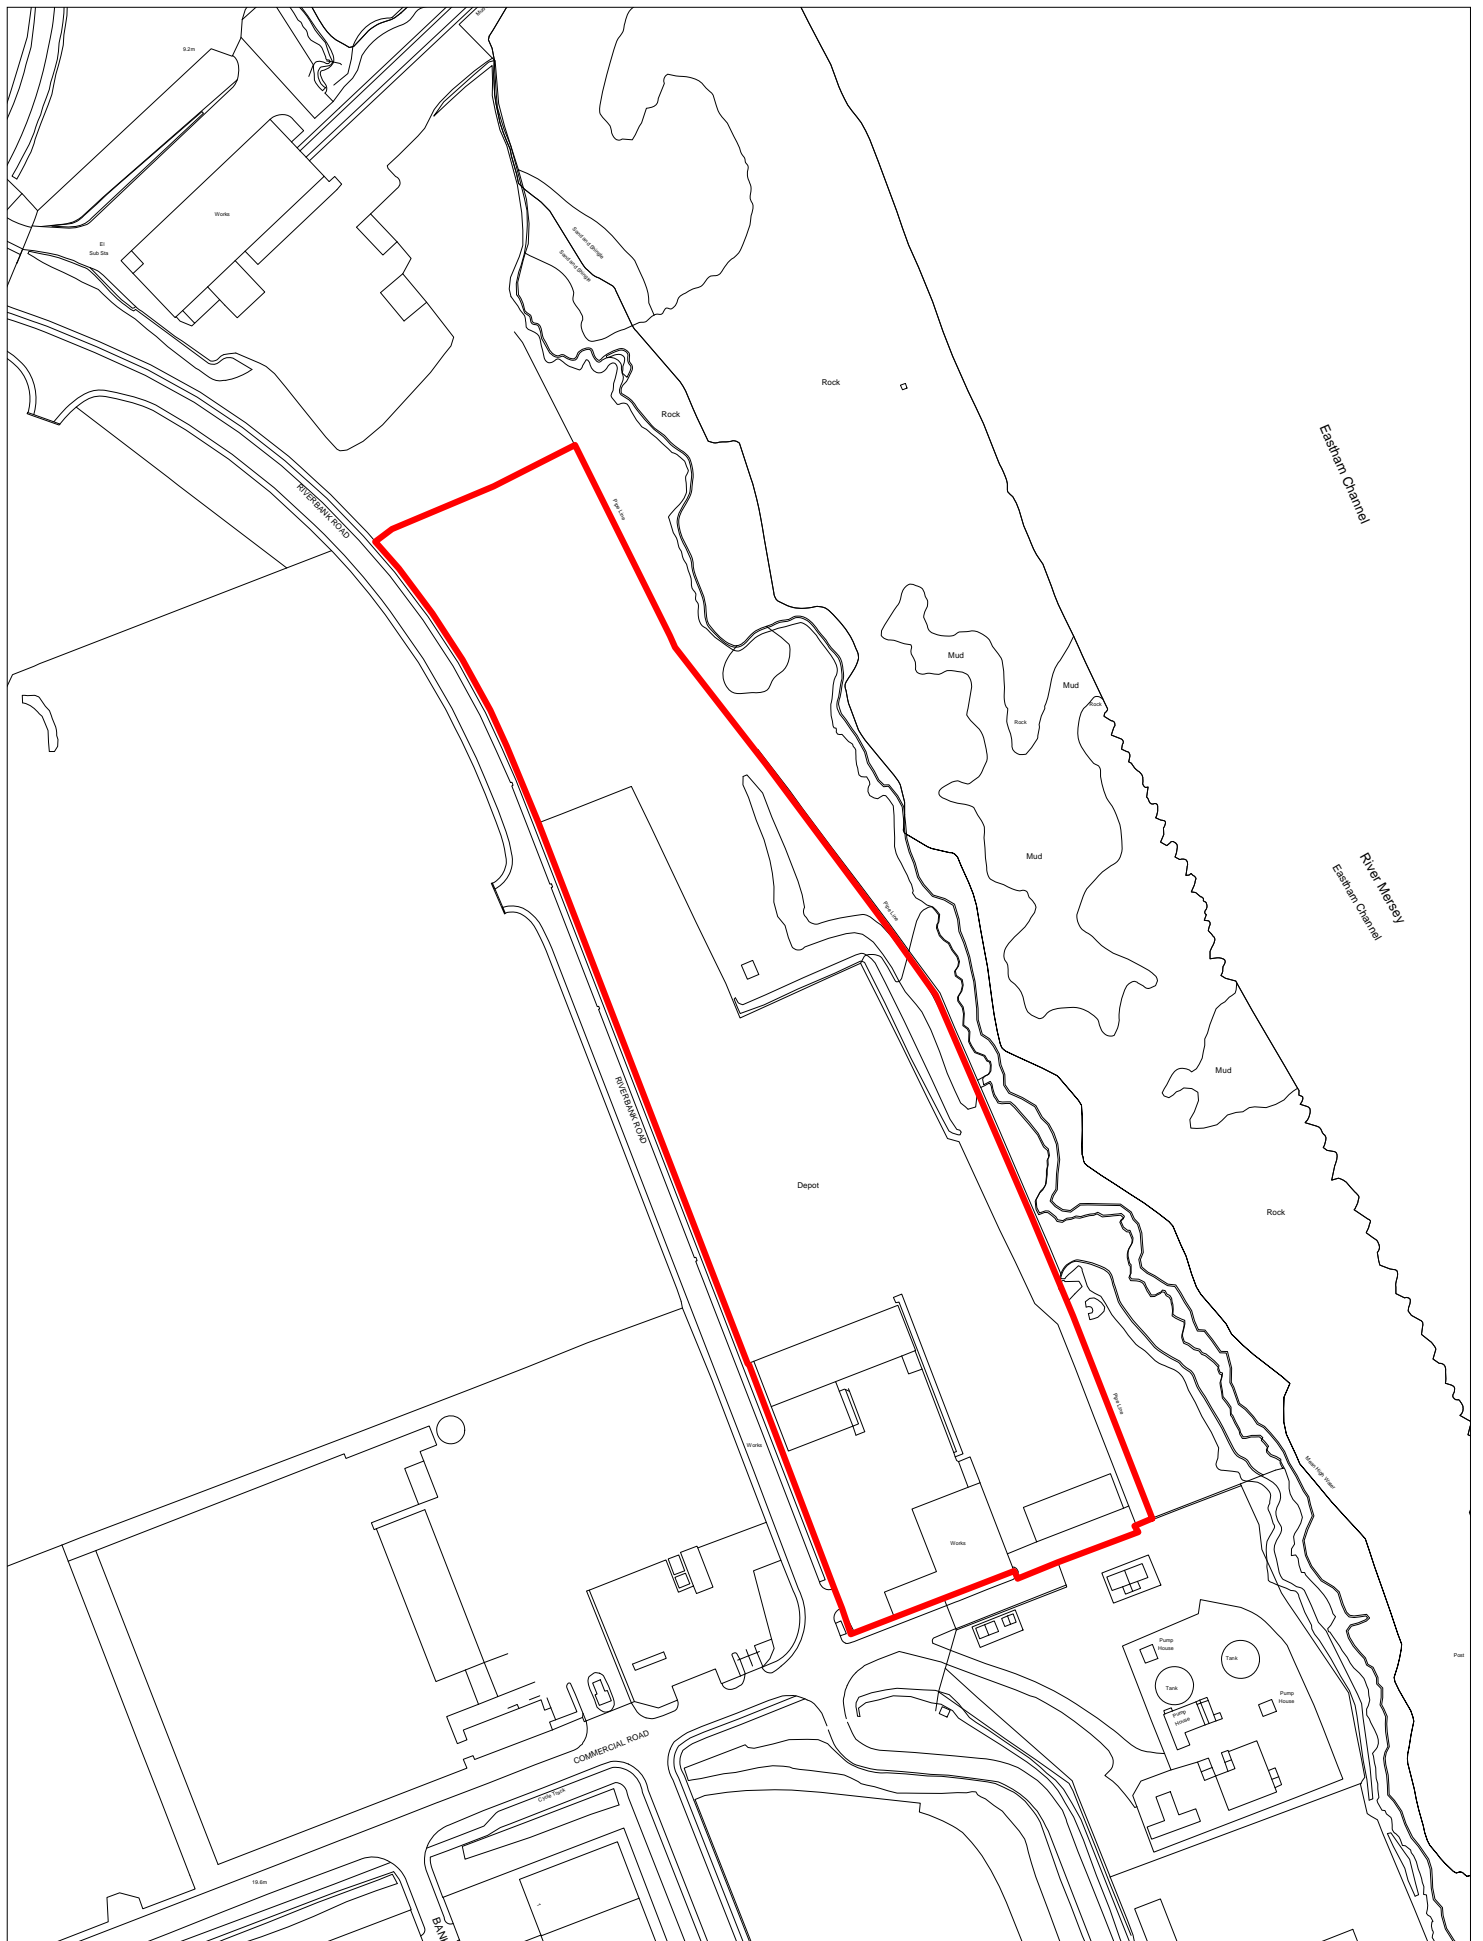 9.2m
Works
El
Sub Sta
Sand and Shingle
Sand and Shingle
Rock
Rock
Eastham Channel
RIVERBANK ROAD
Pipe Line
Mud
Mud
Rock
Rock
Mud
River Mersey
Eastham Channel
Pipe Line
Mud
RIVERBANK ROAD
Depot
Rock
Pipe Line
Works
Mean High Water
Works
Pump
House
Tank
Post
Tank
Pump
House
Pump
House
COMMERCIAL ROAD
Cycle Track
19.6m